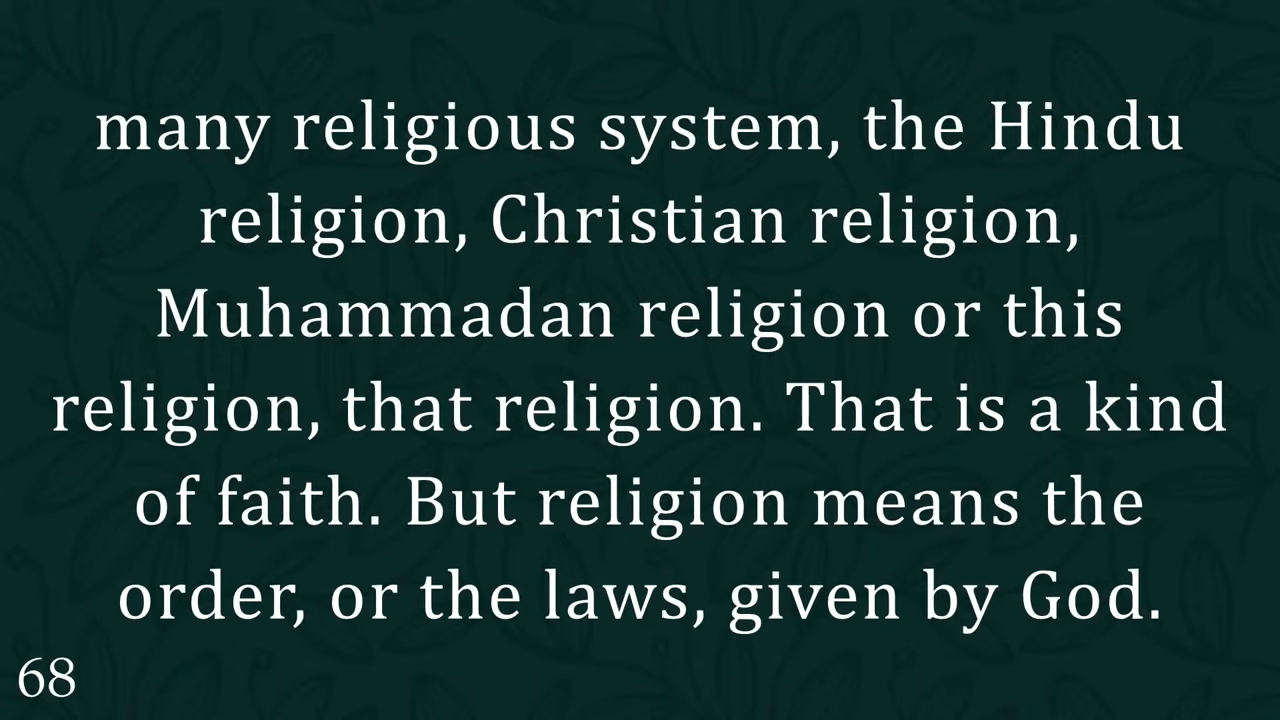 many religious system, the Hindu
religion, Christian religion,
Muhammadan religion or this
religion, that religion. That is a kind
of faith. But religion means the
order, or the laws, given by God.
68